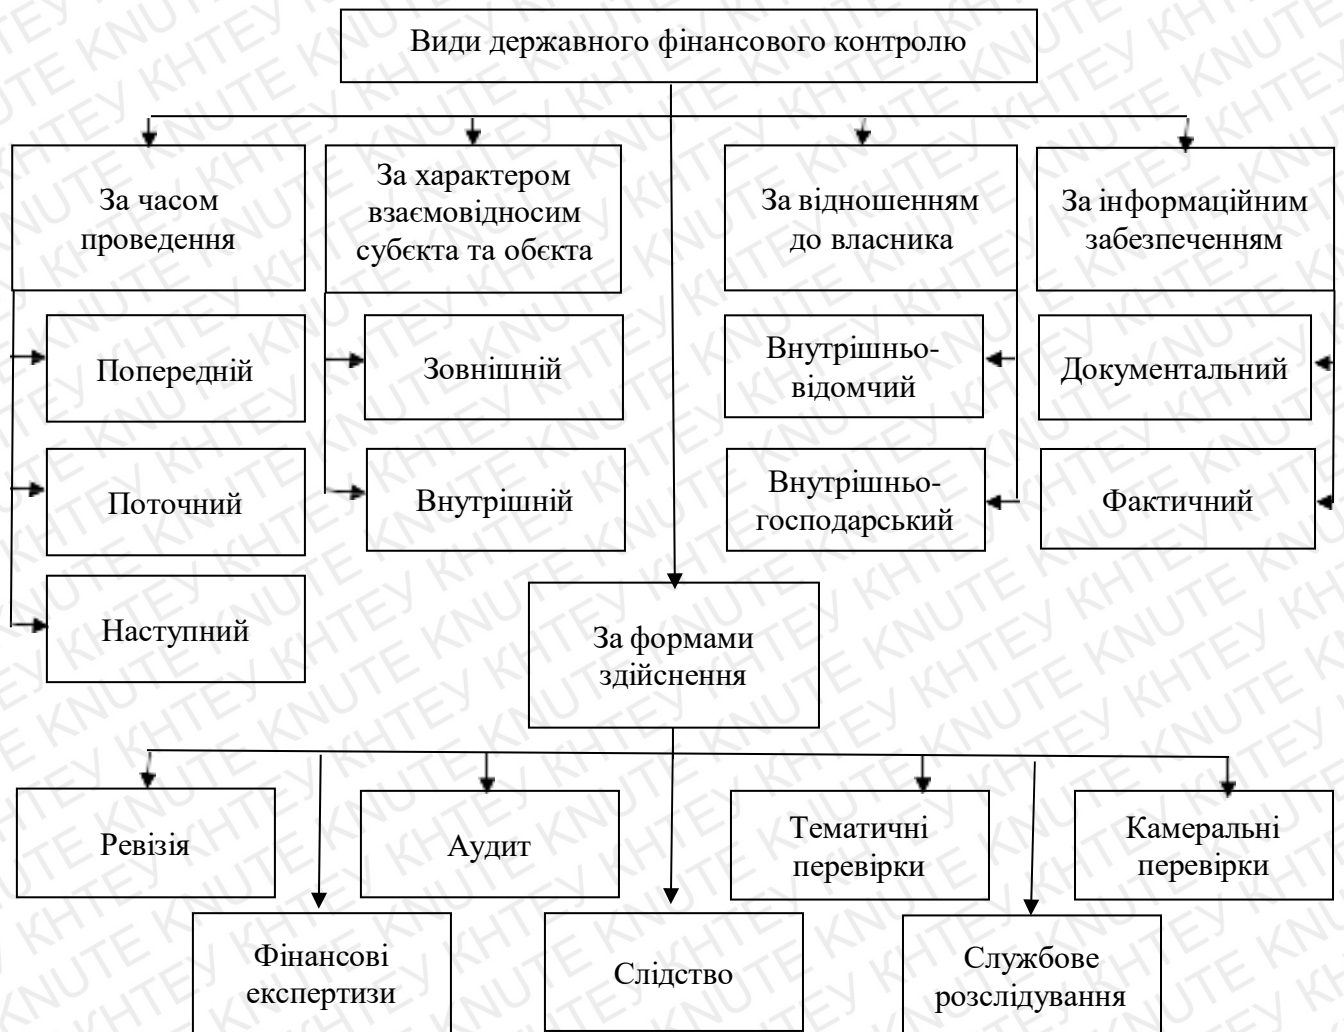 Види державного фінансового контролю
За часом
проведення
За характером
взаємовідносим
субєкта та обєкта
За відношенням
до власника
За інформаційним
забезпеченням
Попередній
Зовнішній
Внутрішньо-
відомчий
Документальний
Поточний
Внутрішній
Внутрішньо-
господарський
Фактичний
Наступний
За формами
здійснення
Ревізія
Аудит
Тематичні
перевірки
Камеральні
перевірки
Фінансові
експертизи
Слідство
Службове
розслідування